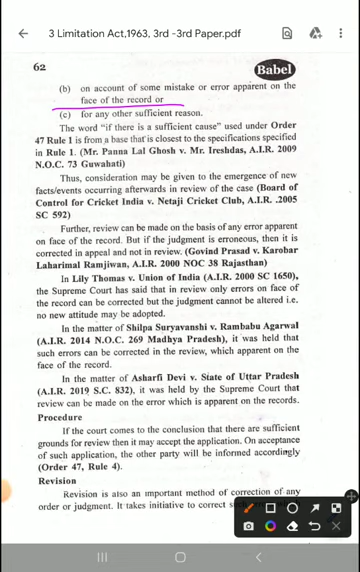 3 Limitation Act,1963, 3rd -3rd Paper.pdf
62
Babel
(b) on account of some mistake or error apparent on the
face of the record or
(c) for any other sufficient reason.
The word "if there is a sufficient cause" used under Order
47 Rule 1 is from a base that is closest to the specifications specified
in Rule 1. (Mr. Panna Lal Ghosh v. Mr. Ireshdas, A.I.R. 2009
N.O.C. 73 Guwahati)
Thus, consideration may be given to the emergence of new
facts/events occurring afterwards in review of the case (Board of
Control for Cricket India v. Netaji Cricket Club, A.I.R. .2005
SC 592)
Further, review can be made on the basis of any error apparent
on face of record. But if the judgment is erroneous, then it is
corrected in appeal and not in review. (Govind Prasad v. Karobar
Laharimal Ramjiwan, A.I.R. 2000 NOC 38 Rajasthan)
In Lily Thomas v. Union of India (A.I.R. 2000 SC 1650),
the Supreme Court has said that in review only errors on face of
the record can be corrected but the judgment cannot be altered i.e.
no new attitude may be adopted.
In the matter of Shilpa Suryavanshi v. Rambabu Agarwal
(A.I.R. 2014 N.O.C. 269 Madhya Pradesh), it was held that
such errors can be corrected in the review, which apparent on the
face of the record.
In the matter of Asharfi Devi v. State of Uttar Pradesh
(A.I.R. 2019 S.C. 832), it was held by the Supreme Court that
review can be made on the error which is apparent on the records.
Procedure
If the court comes to the conclusion that there are sufficient
grounds for review then it may accept the application. On acceptance
of such application, the other party will be informed accordingly
(Order 47, Rule 4).
Revision
Revision is also an important method of correction of any
order or judgment. It takes initiative to correct